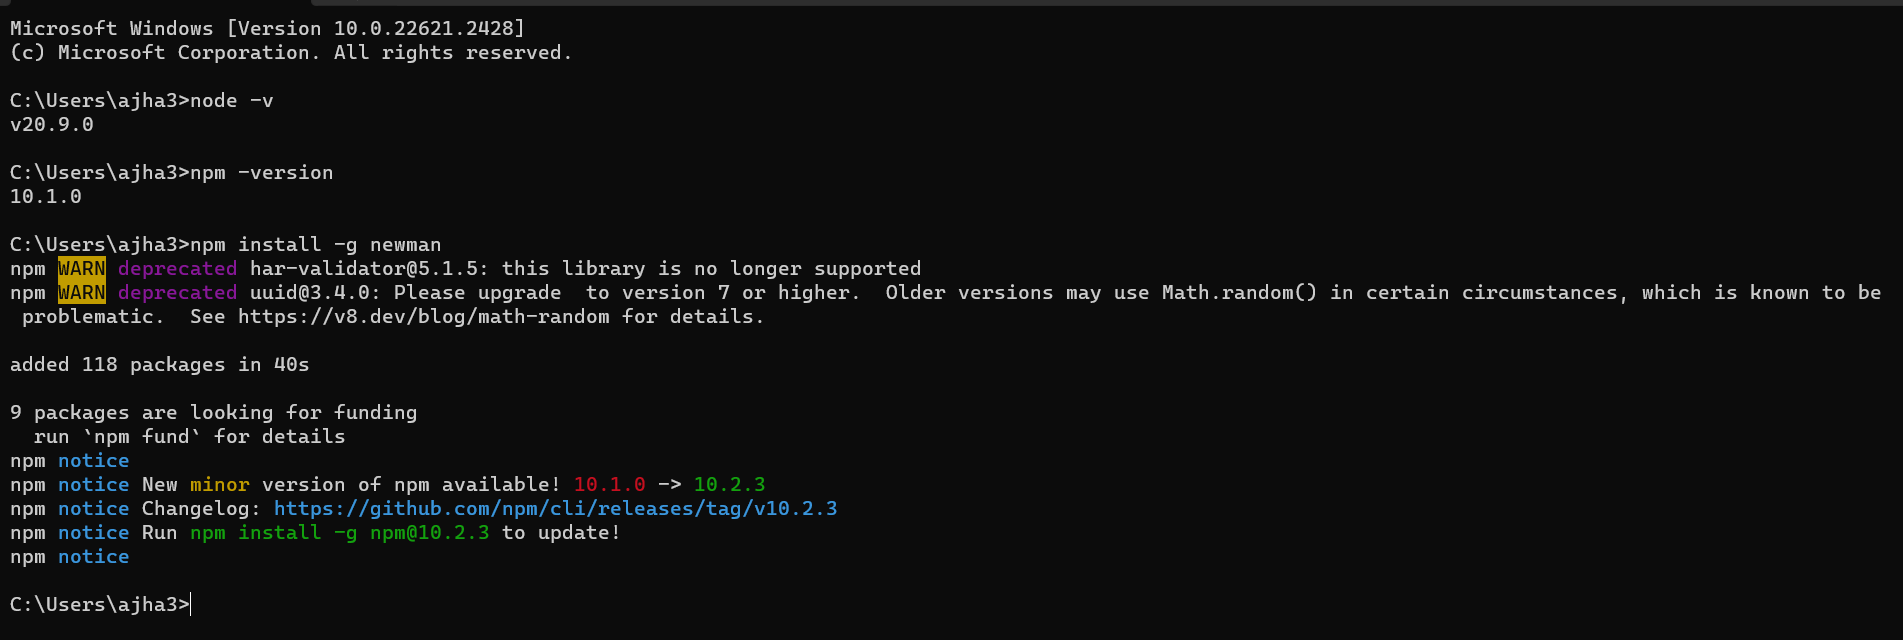 Microsoft Windows [Version 10.0.22621.2428]
(c) Microsoft Corporation. All rights reserved.
C:\Users\ajha3>node -v
v20.9.0
C:\Users\ajha3>npm -version
10.1.0
C:\Users\ajha3>npm install -g newman
npm WARN deprecated har-validator@5.1.5: this library is no longer supported
npm WARN deprecated uuid@3.4.0: Please upgrade  to version 7 or higher.  Older versions may use Math.random() in certain circumstances, which is known to be
 problematic.  See https://v8.dev/blog/math-random for details.
added 118 packages in 40s
9 packages are looking for funding
  run `npm fund` for details
npm notice
npm notice New minor version of npm available! 10.1.0 -> 10.2.3
npm notice Changelog: https://github.com/npm/cli/releases/tag/v10.2.3
npm notice Run npm install -g npm@10.2.3 to update!
npm notice
C:\Users\ajha3>